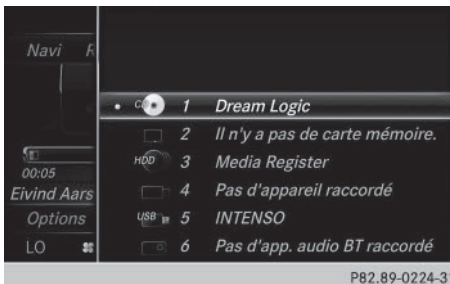 Navi R
CD 1 Dream Logic
2 Il n'y a pas de carte mémoire.
HDD 3 Media Register
00:05
4 Pas d'appareil raccordé
Eivind Aars
USB 5 INTENSO
Options
LO 6 Pas d'app. audio BT raccordé
P82.89-0224-31